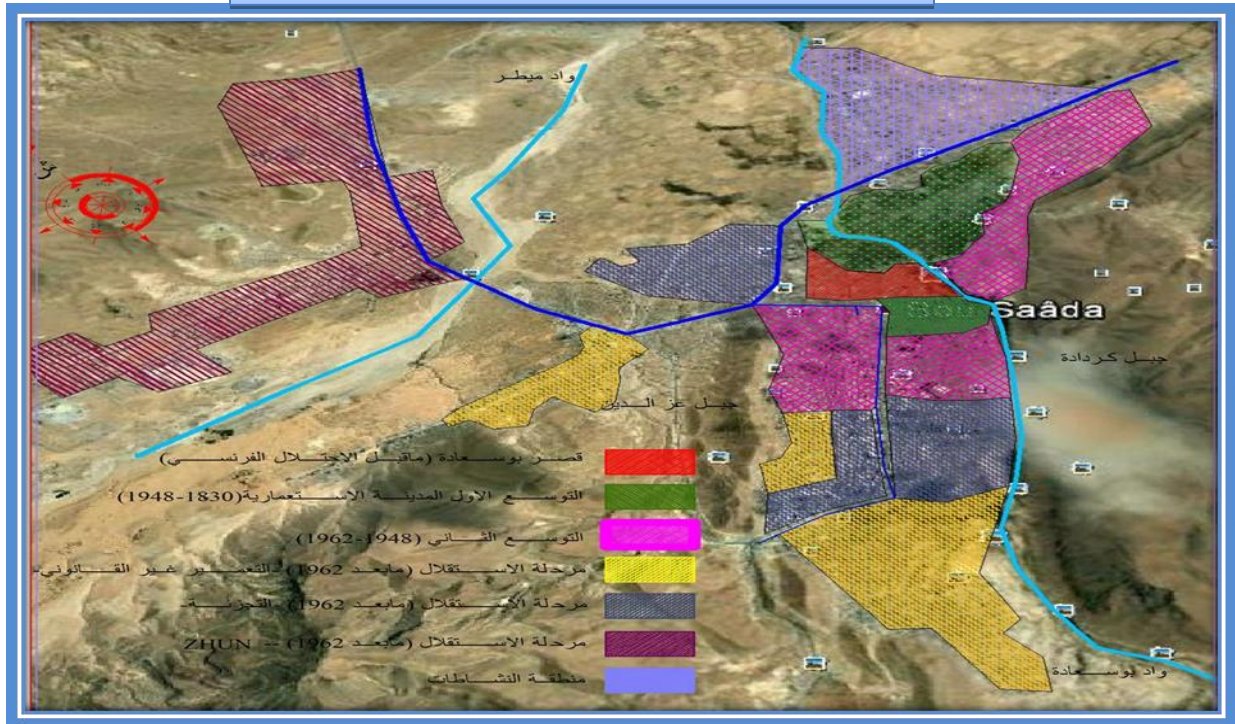 واد ميطر
Saâda
جبل كردادة
جبل عز الدين
قصر بوسعادة (ماقبل الاحتلال الفرنسي)
التوسع الاول المدينة الاستعمارية(1830-1948)
التوسع الثاني (1948-1962)
مرحلة الاستقلال (مابعد 1962) -التعمير غير القانوني-
مرحلة الاستقلال (مابعد 1962) -التجزئة-
مرحلة الاستقلال (مابعد 1962) -- ZHUN
منطقة النشاطات
واد بوسعادة